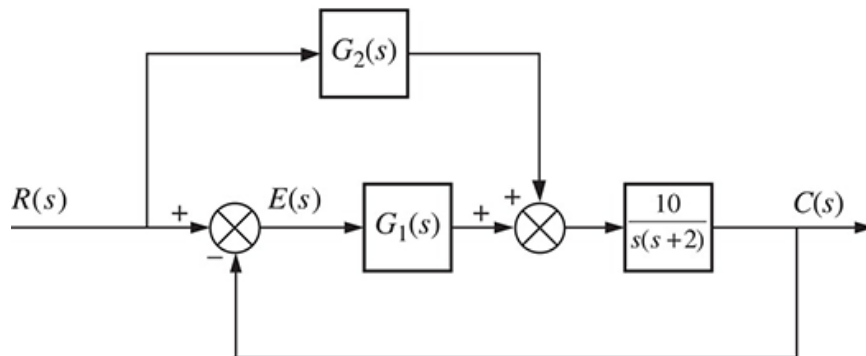 G₂(s)
R(s)
+
−
E(s)
G₁(s)
+
+
10
s(s+2)
C(s)